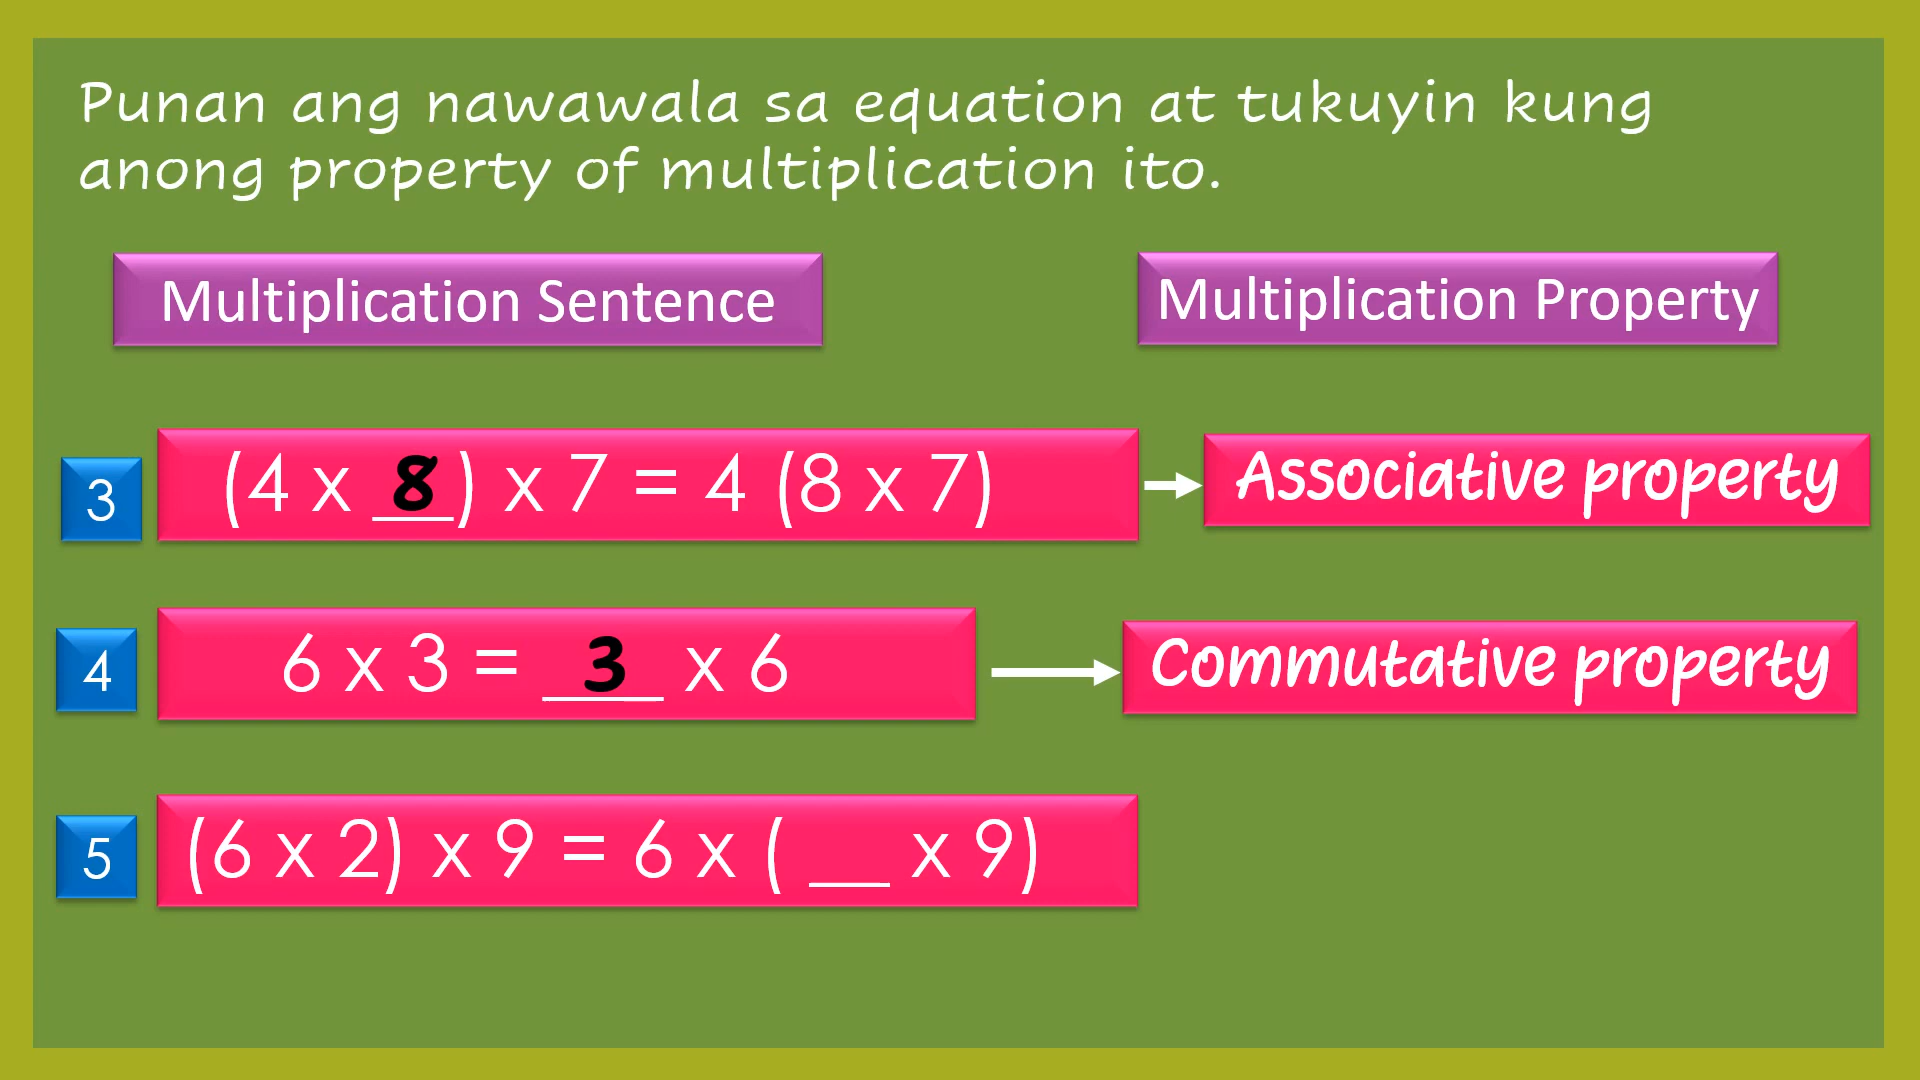 Punan ang nawawala sa equation at tukuyin kung
anong property of multiplication ito.
Multiplication Sentence
Multiplication Property
3
(4 x 8) x 7 = 4 (8 x 7)
Associative property
4
6 x 3 = 3 x 6
Commutative property
5
(6 x 2) x 9 = 6 x ( __ x 9)